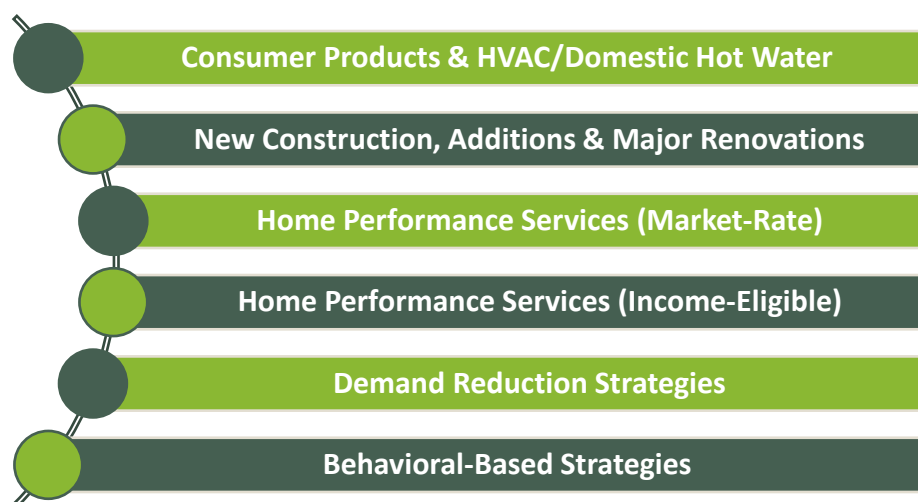 Consumer Products & HVAC/Domestic Hot Water
New Construction, Additions & Major Renovations
Home Performance Services (Market-Rate)
Home Performance Services (Income-Eligible)
Demand Reduction Strategies
Behavioral-Based Strategies